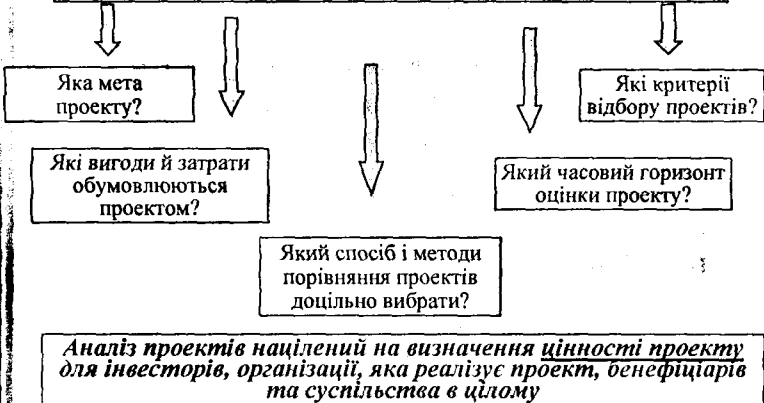 Яка мета
проекту?
Які критерії
відбору проектів?
Які вигоди й затрати
обумовлюються
проектом?
Який часовий горизонт
оцінки проекту?
Який спосіб і методи
порівняння проектів
доцільно вибрати?
Аналіз проектів націлений на визначення цінності проекту
для інвесторів, організації, яка реалізує проект, бенефіціарів
та суспільства в цілому